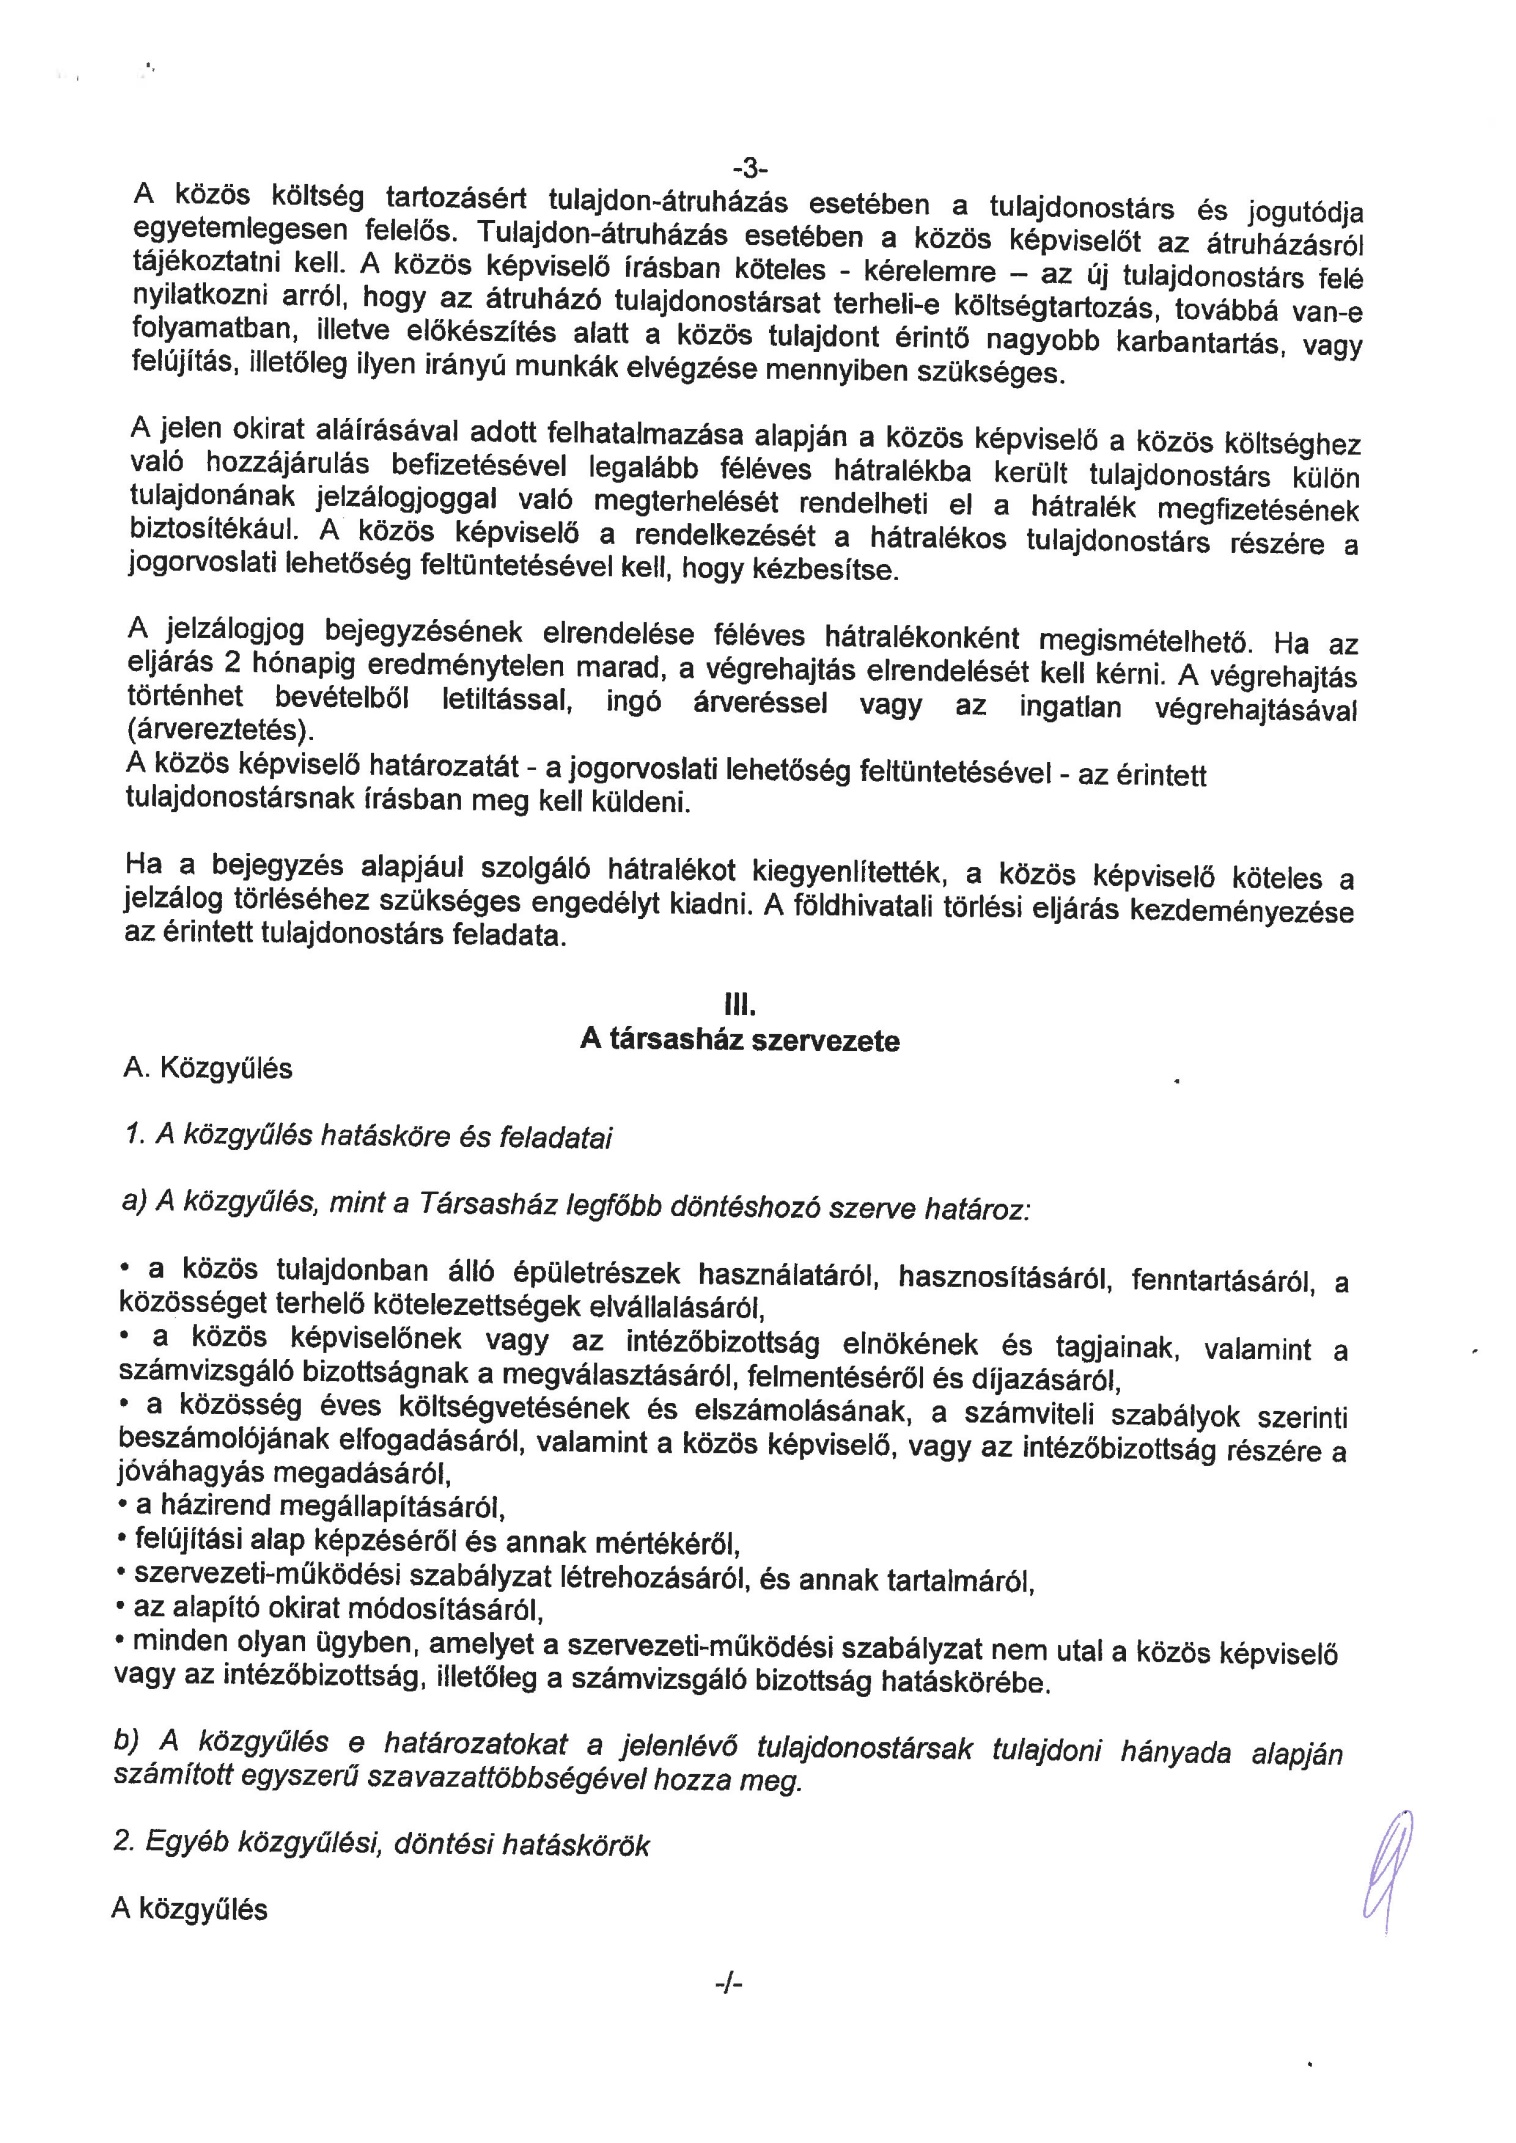 -3-
A közös költség tartozásért tulajdon-átruházás esetében a tulajdonostárs és jogutódja
egyetemlegesen felelős. Tulajdon-átruházás esetében a közös képviselőt az átruházásról
tájékoztatni kell. A közös képviselő írásban köteles - kérelemre – az új tulajdonostárs felé
nyilatkozni arról, hogy az átruházó tulajdonostársat terheli-e költségtartozás, továbbá van-e
folyamatban, illetve előkészítés alatt a közös tulajdont érintő nagyobb karbantartás, vagy
felújítás, illetőleg ilyen irányú munkák elvégzése mennyiben szükséges.
A jelen okirat aláírásával adott felhatalmazása alapján a közös képviselő a közös költséghez
való hozzájárulás befizetésével legalább féléves hátralékba került tulajdonostárs külön
tulajdonának jelzálogjoggal való megterhelését rendelheti el a hátralék megfizetésének
biztosítékául. A közös képviselő a rendelkezését a hátralékos tulajdonostárs részére a
jogorvoslati lehetőség feltüntetésével kell, hogy kézbesítse.
A jelzálogjog bejegyzésének elrendelése féléves hátralékonként megismételhető. Ha az
eljárás 2 hónapig eredménytelen marad, a végrehajtás elrendelését kell kérni. A végrehajtás
történhet bevételből letiltással, ingó árveréssel vagy az ingatlan végrehajtásával
(árvereztetés).
A közös képviselő határozatát - a jogorvoslati lehetőség feltüntetésével - az érintett
tulajdonostársnak írásban meg kell küldeni.
Ha a bejegyzés alapjául szolgáló hátralékot kiegyenlítették, a közös képviselő köteles a
jelzálog törléséhez szükséges engedélyt kiadni. A földhivatali törlési eljárás kezdeményezése
az érintett tulajdonostárs feladata.
III.
A társasház szervezete
A. Közgyűlés
1. A közgyűlés hatásköre és feladatai
a) A közgyűlés, mint a Társasház legfőbb döntéshozó szerve határoz:
• a közös tulajdonban álló épületrészek használatáról, hasznosításáról, fenntartásáról, a
közösséget terhelő kötelezettségek elvállalásáról,
• a közös képviselőnek vagy az intézőbizottság elnökének és tagjainak, valamint a
számvizsgáló bizottságnak a megválasztásáról, felmentéséről és díjazásáról,
• a közösség éves költségvetésének és elszámolásának, a számviteli szabályok szerinti
beszámolójának elfogadásáról, valamint a közös képviselő, vagy az intézőbizottság részére a
jóváhagyás megadásáról,
• a házirend megállapításáról,
• felújítási alap képzéséről és annak mértékéről,
• szervezeti-működési szabályzat létrehozásáról, és annak tartalmáról,
• az alapító okirat módosításáról,
• minden olyan ügyben, amelyet a szervezeti-működési szabályzat nem utal a közös képviselő
vagy az intézőbizottság, illetőleg a számvizsgáló bizottság hatáskörébe.
b) A közgyűlés e határozatokat a jelenlévő tulajdonostársak tulajdoni hányada alapján
számított egyszerű szavazattöbbségével hozza meg.
2. Egyéb közgyűlési, döntési hatáskörök
A közgyűlés
-/-